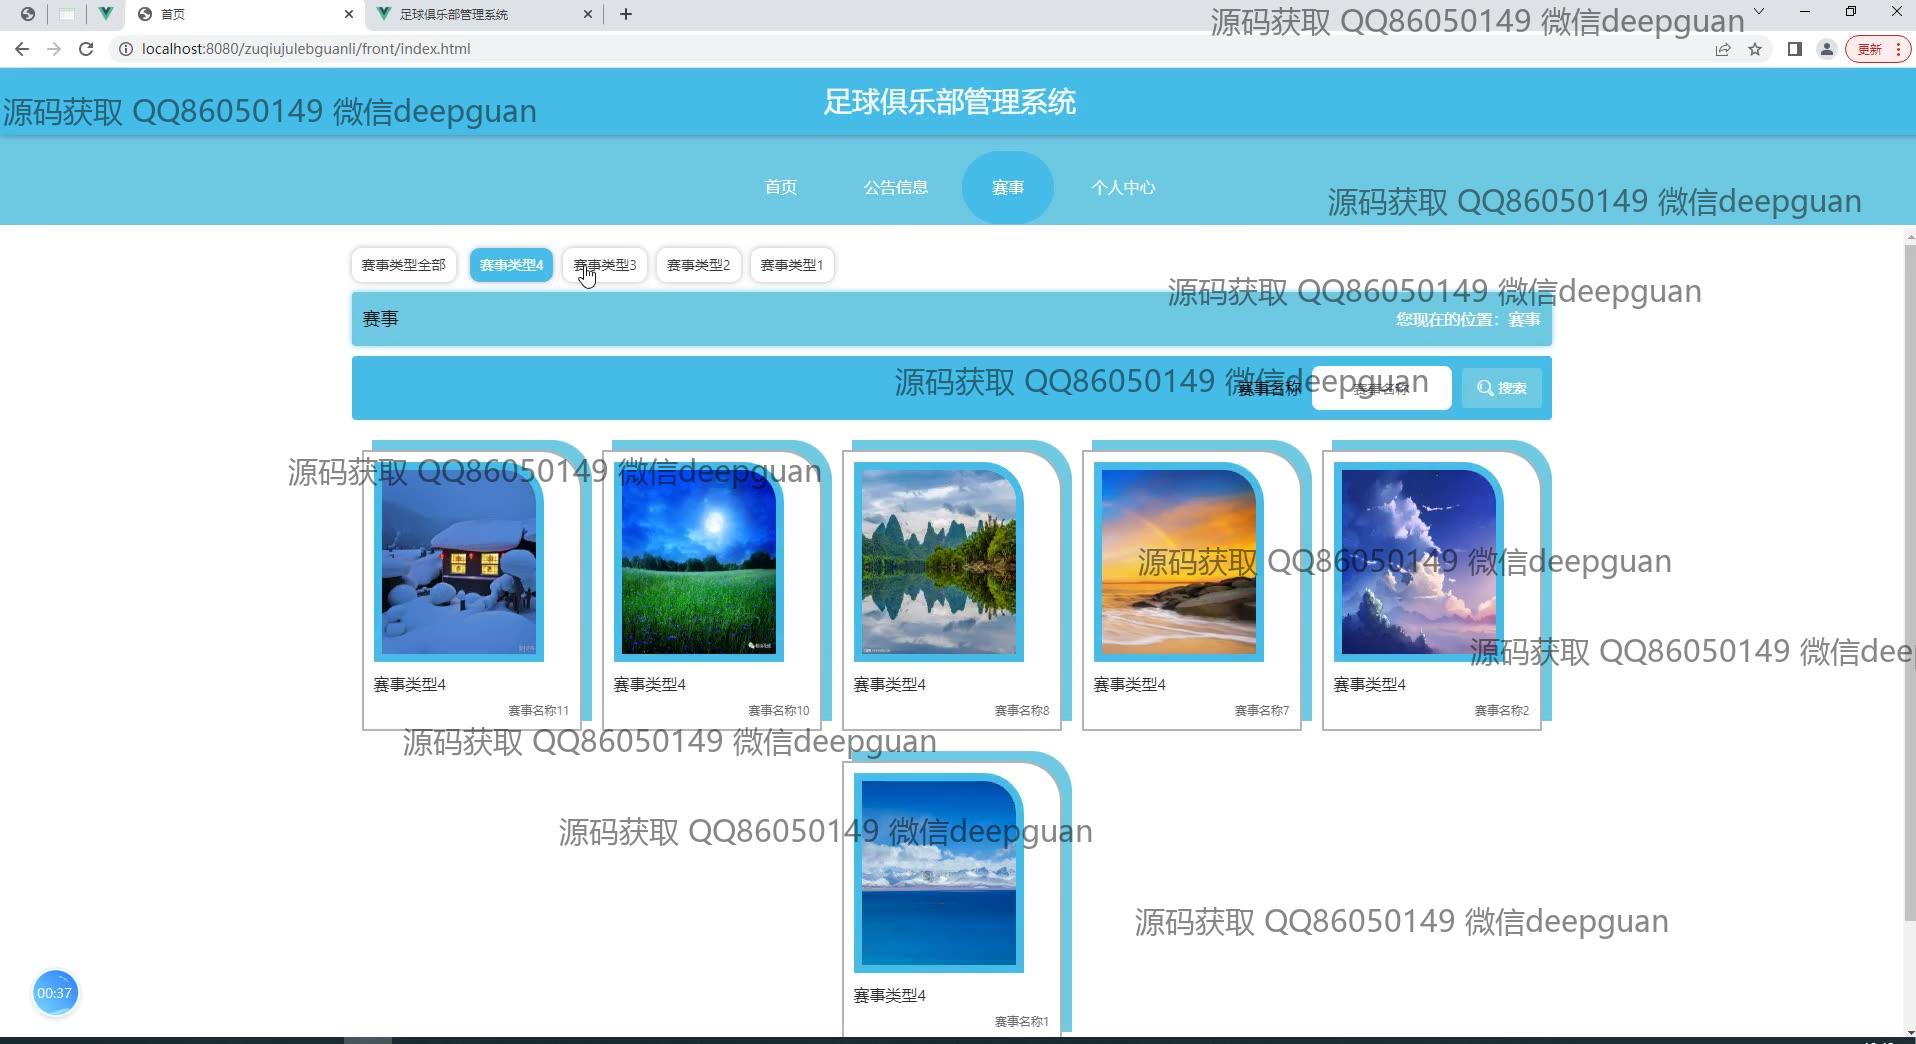 首页
足球俱乐部管理系统
源码获取 QQ86050149 微信deepguan
localhost:8080/zuqiujulebguanli/front/index.html
更新
足球俱乐部管理系统
源码获取 QQ86050149 微信deepguan
首页 公告信息 赛事 个人中心
源码获取 QQ86050149 微信deepguan
赛事类型全部 赛事类型4 赛事类型3 赛事类型2 赛事类型1
源码获取 QQ86050149 微信deepguan
赛事
您现在的位置：赛事
源码获取 QQ86050149 微信deepguan
赛事名称 赛事名称 搜索
源码获取 QQ86050149 微信deepguan
源码获取 QQ86050149 微信deepguan
源码获取 QQ86050149 微信dee
赛事类型4 赛事类型4 赛事类型4 赛事类型4 赛事类型4
赛事名称11 赛事名称10 赛事名称8 赛事名称7 赛事名称2
源码获取 QQ86050149 微信deepguan
源码获取 QQ86050149 微信deepguan
源码获取 QQ86050149 微信deepguan
00:37
赛事类型4
赛事名称1